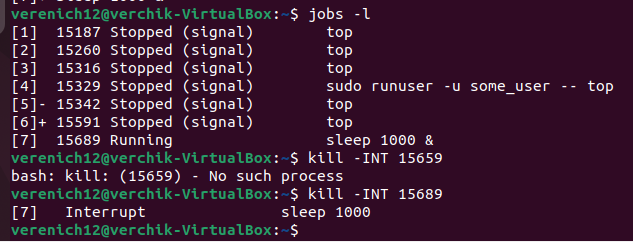 verenich12@verchik-VirtualBox:~$ jobs -l
[1]  15187 Stopped (signal)        top
[2]  15260 Stopped (signal)        top
[3]  15316 Stopped (signal)        top
[4]  15329 Stopped (signal)        sudo runuser -u some_user -- top
[5]- 15342 Stopped (signal)        top
[6]+ 15591 Stopped (signal)        top
[7]  15689 Running                 sleep 1000 &
verenich12@verchik-VirtualBox:~$ kill -INT 15659
bash: kill: (15659) - No such process
verenich12@verchik-VirtualBox:~$ kill -INT 15689
[7]   Interrupt               sleep 1000
verenich12@verchik-VirtualBox:~$